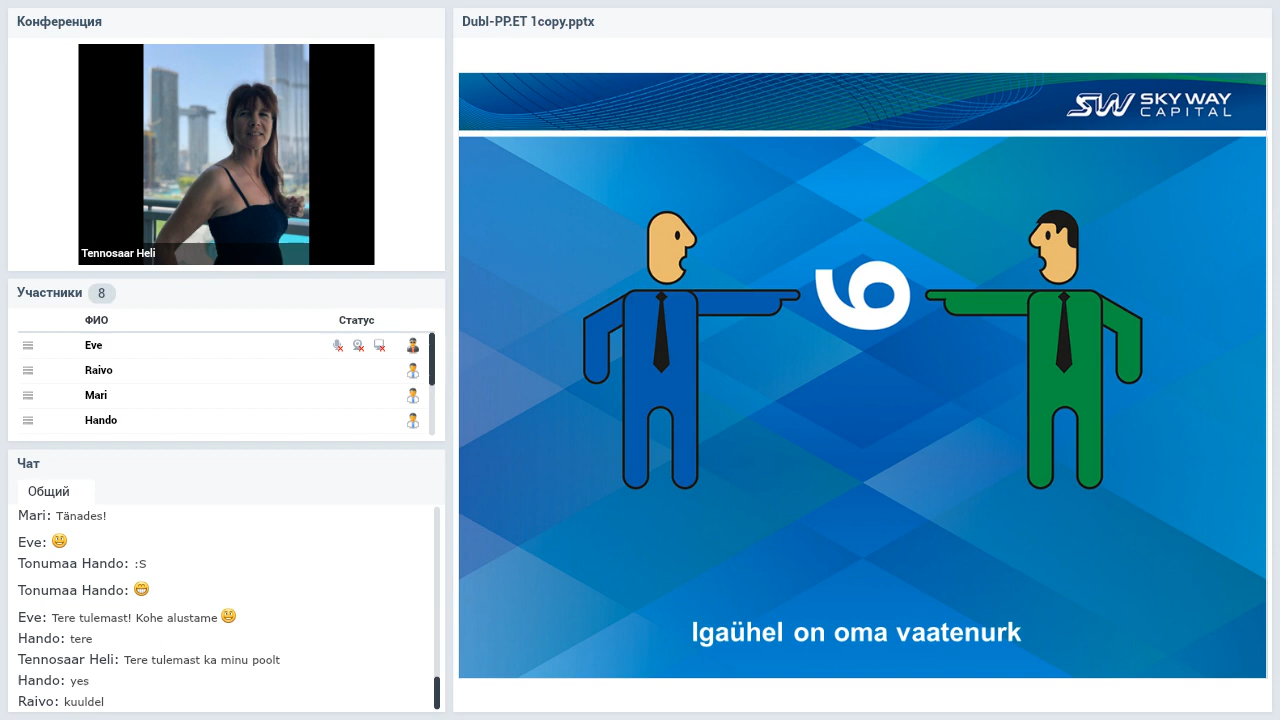 Конференция
Tennosaar Heli
Участники 8
ФИО Статус
Eve
Raivo
Mari
Hando
Чат
Общий
Mari: Tänades!
Eve:
Tonumaa Hando: :S
Tonumaa Hando:
Eve: Tere tulemast! Kohe alustame
Hando: tere
Tennosaar Heli: Tere tulemast ka minu poolt
Hando: yes
Raivo: kuuldel
Dubl-PP.ET 1copy.pptx
SW SKY WAY
CAPITAL
6
Igaühel on oma vaatenurk